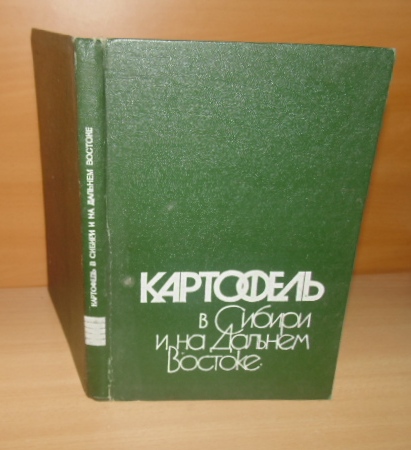 КАРТОФЕЛЬ В СИБИРИ И НА ДАЛЬНЕМ ВОСТОКЕ
КАРТОФЕЛЬ
в Сибири
и на Дальнем
Востоке